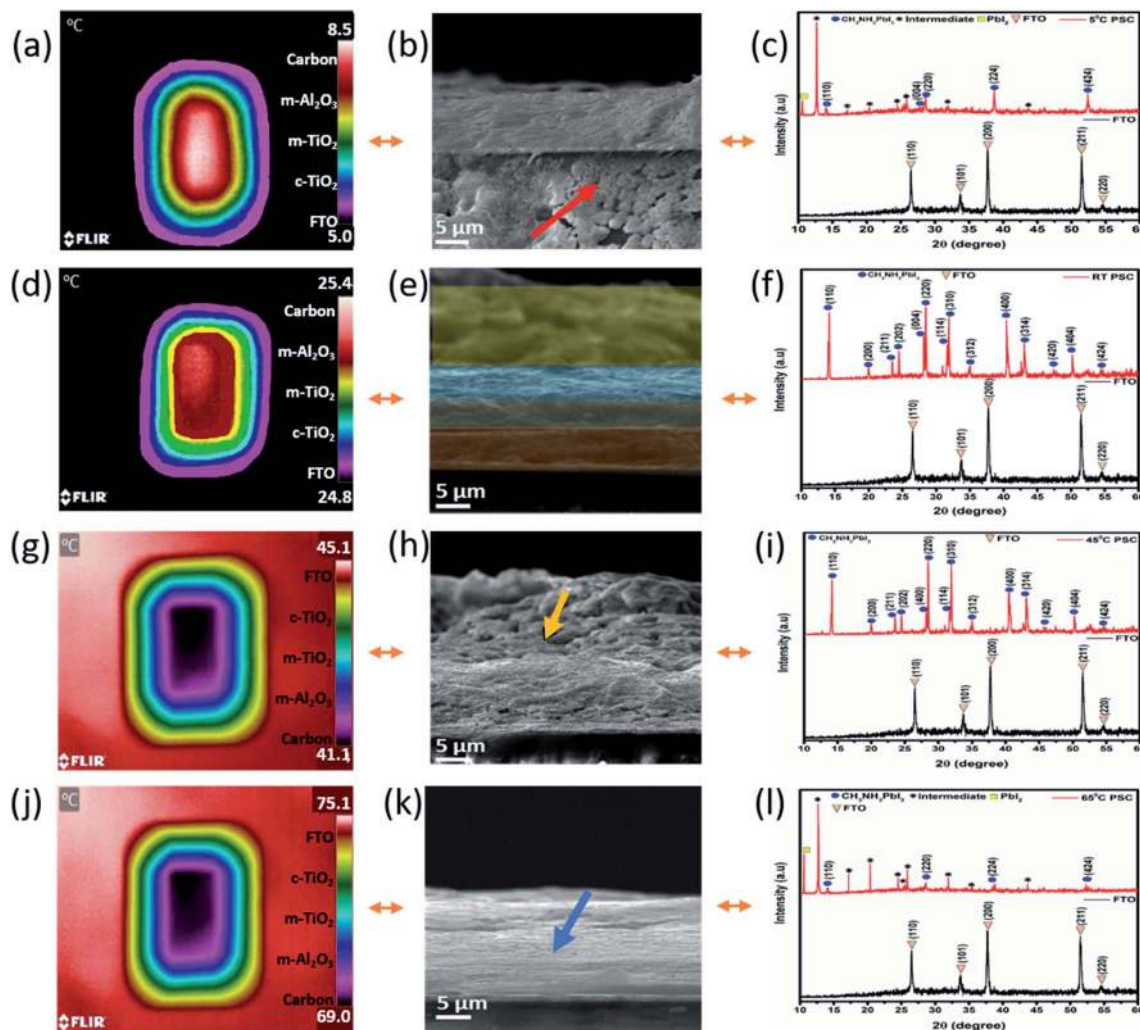 (a)
°C
8.5
Carbon
m-Al₂O₃
m-TiO₂
c-TiO₂
FTO
5.0
FLIR
(b)
5 μm
(c)
CH₃NH₃PbI₃ * Intermediate PbI₂ FTO 5°C PSC
(110)
(004)
(220)
(224)
(424)
FTO
(110)
(101)
(200)
(211)
(220)
Intensity (a.u)
10 15 20 25 30 35 40 45 50 55 60
2θ (degree)
(d)
°C
25.4
Carbon
m-Al₂O₃
m-TiO₂
c-TiO₂
FTO
24.8
FLIR
(e)
5 μm
(f)
CH₃NH₃PbI₃ FTO RT PSC
(110)
(200)
(211)
(202)
(004)
(220)
(114)
(310)
(312)
(400)
(314)
(420)
(404)
(424)
FTO
(110)
(101)
(200)
(211)
(220)
Intensity (a.u)
10 15 20 25 30 35 40 45 50 55 60
2θ (degree)
(g)
°C
45.1
FTO
c-TiO₂
m-TiO₂
m-Al₂O₃
Carbon
41.1
FLIR
(h)
5 μm
(i)
CH₃NH₃PbI₃ FTO 45°C PSC
(110)
(200)
(211)
(202)
(400)
(220)
(114)
(310)
(312)
(400)
(314)
(420)
(404)
(424)
FTO
(110)
(101)
(200)
(211)
(220)
Intensity (a.u)
10 15 20 25 30 35 40 45 50 55 60
2θ (degree)
(j)
°C
75.1
FTO
c-TiO₂
m-TiO₂
m-Al₂O₃
Carbon
69.0
FLIR
(k)
5 μm
(l)
CH₃NH₃PbI₃ * Intermediate PbI₂ 65°C PSC
FTO
(110)
(220)
(224)
(424)
FTO
(110)
(101)
(200)
(211)
(220)
Intensity (a.u)
10 15 20 25 30 35 40 45 50 55 60
2θ (degree)